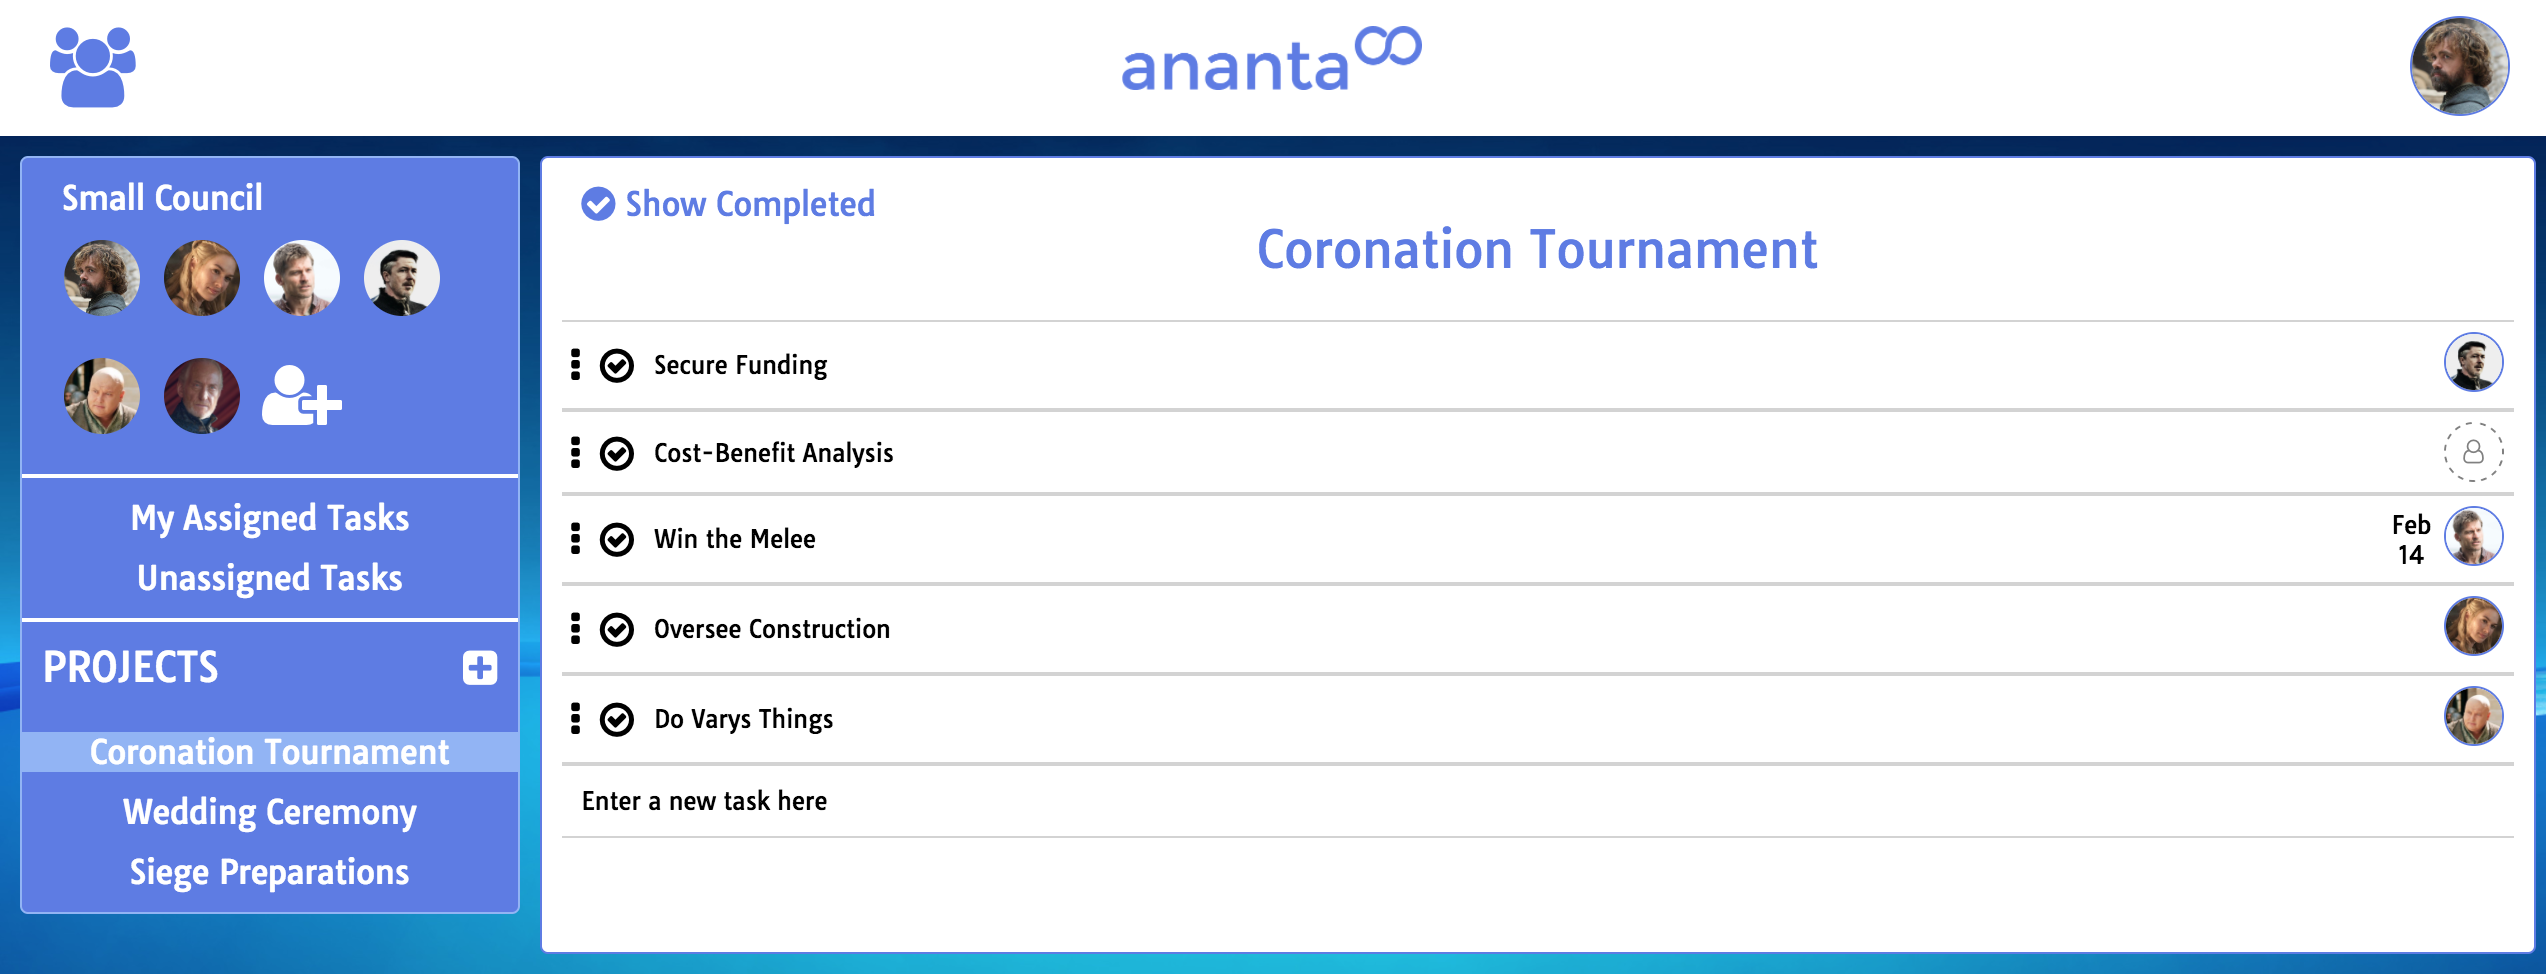 ananta
Small Council
My Assigned Tasks
Unassigned Tasks
PROJECTS
Coronation Tournament
Wedding Ceremony
Siege Preparations
Show Completed
Coronation Tournament
Secure Funding
Cost-Benefit Analysis
Win the Melee
Feb
14
Oversee Construction
Do Varys Things
Enter a new task here